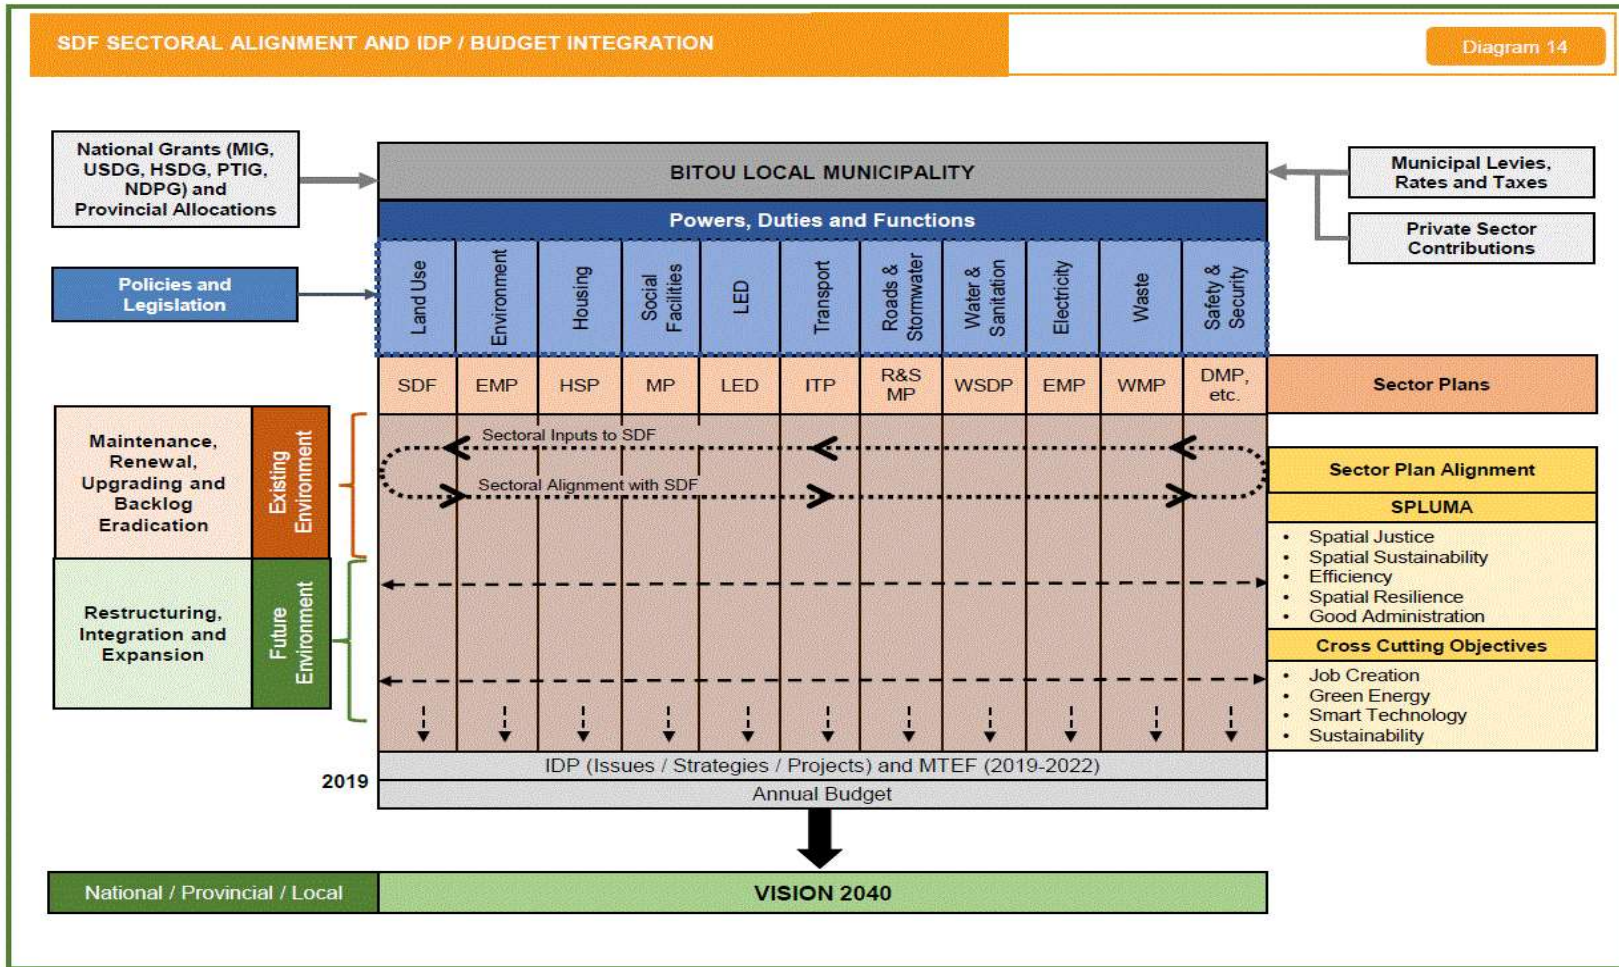 SDF SECTORAL ALIGNMENT AND IDP / BUDGET INTEGRATION
Diagram 14
National Grants (MIG,
USDG, HSDG, PTIG,
NDPG) and
Provincial Allocations
BITOU LOCAL MUNICIPALITY
Municipal Levies,
Rates and Taxes
Private Sector
Contributions
Powers, Duties and Functions
Policies and
Legislation
Land Use
Environment
Housing
Social
Facilities
LED
Transport
Roads &
Stormwater
Water &
Sanitation
Electricity
Waste
Safety &
Security
SDF
EMP
HSP
MP
LED
ITP
R&S
MP
WSDP
EMP
WMP
DMP,
etc.
Sector Plans
Maintenance,
Renewal,
Upgrading and
Backlog
Eradication
Existing
Environment
Sectoral Inputs to SDF
Sectoral Alignment with SDF
Sector Plan Alignment
SPLUMA
• Spatial Justice
• Spatial Sustainability
• Efficiency
• Spatial Resilience
• Good Administration
Restructuring,
Integration and
Expansion
Future
Environment
Cross Cutting Objectives
• Job Creation
• Green Energy
• Smart Technology
• Sustainability
2019
IDP (Issues / Strategies / Projects) and MTEF (2019-2022)
Annual Budget
National / Provincial / Local
VISION 2040